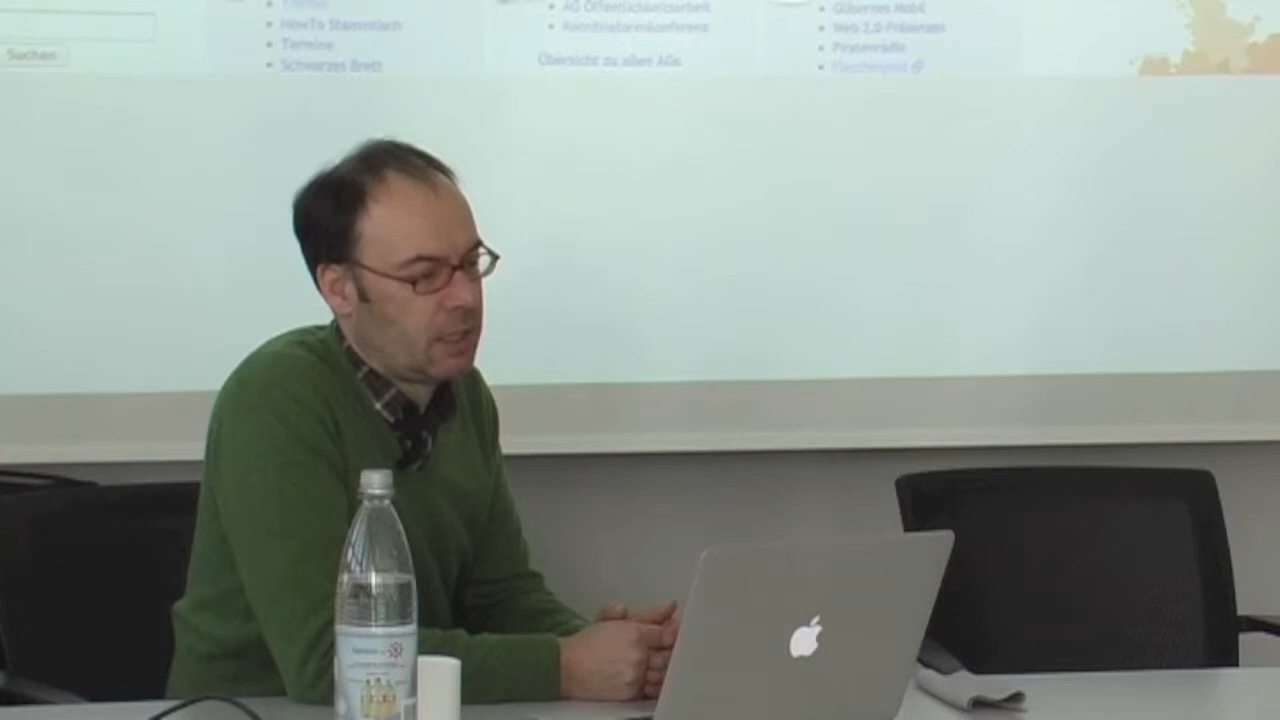 Suchen
HowTo Stammtisch
Termine
Schwarzes Brett
AG Öffentlichkeitsarbeit
Koordinatorenkonferenz
Übersicht zu allen AGs
Gläsernes Mobil
Web 2.0-Präsenzen
Piratenradio
Flaschenpost